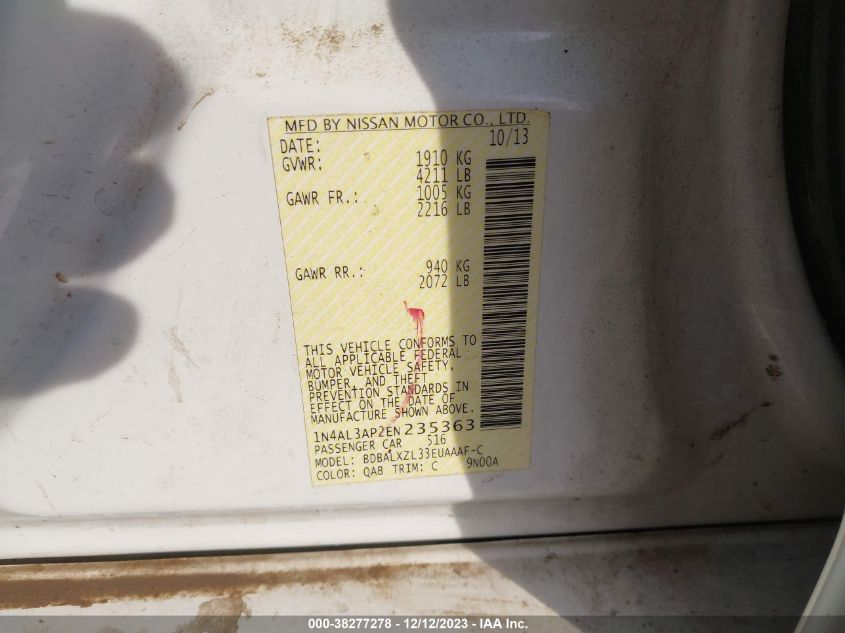 MFD BY NISSAN MOTOR CO., LTD.
DATE: 10/13
GVWR: 1910 KG
4211 LB
GAWR FR.: 1005 KG
2216 LB
GAWR RR.: 940 KG
2072 LB
THIS VEHICLE CONFORMS TO
ALL APPLICABLE FEDERAL
MOTOR VEHICLE SAFETY,
BUMPER, AND THEFT
PREVENTION STANDARDS IN
EFFECT ON THE DATE OF
MANUFACTURE SHOWN ABOVE.
1N4AL3AP2EN235363
PASSENGER CAR 516
MODEL: BDBALXZL33EUAAAF-C
COLOR: QAB TRIM: C 9N00A
000-38277278 - 12/12/2023 - IAA Inc.